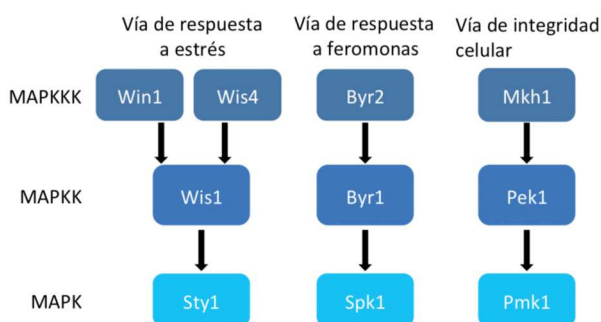 Vía de respuesta
a estrés
Vía de respuesta
a feromonas
Vía de integridad
celular
MAPKKK
Win1
Wis4
Byr2
Mkh1
MAPKK
Wis1
Byr1
Pek1
MAPK
Sty1
Spk1
Pmk1